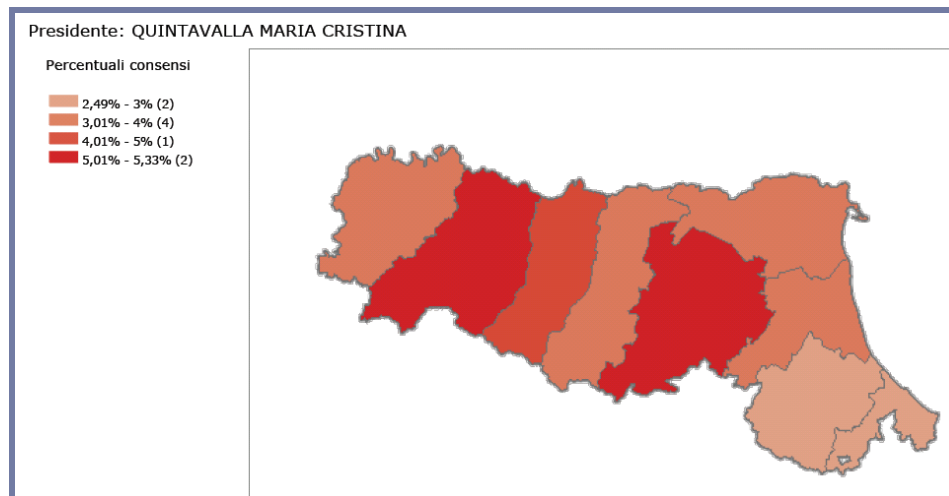 Presidente: QUINTAVALLA MARIA CRISTINA
Percentuali consensi
2,49% - 3% (2)
3,01% - 4% (4)
4,01% - 5% (1)
5,01% - 5,33% (2)